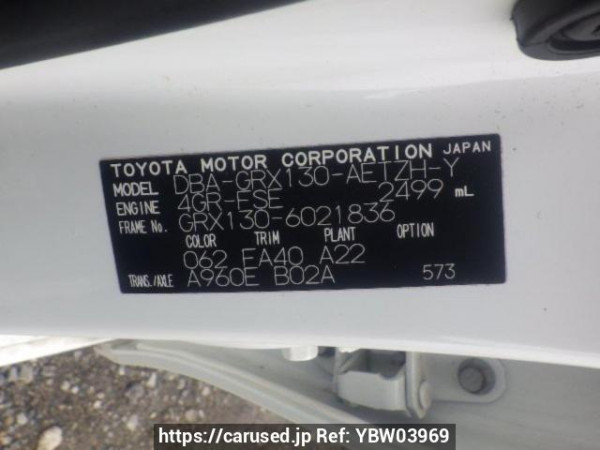 TOYOTA MOTOR CORPORATION JAPAN
MODEL DBA-GRX130-AETZH-Y
ENGINE 4GR-FSE 2499 mL
FRAME No. GRX130-6021836
COLOR TRIM PLANT OPTION
062 FA40 A22
TRANS./AXLE A960E B02A 573
https://carused.jp Ref: YBW03969